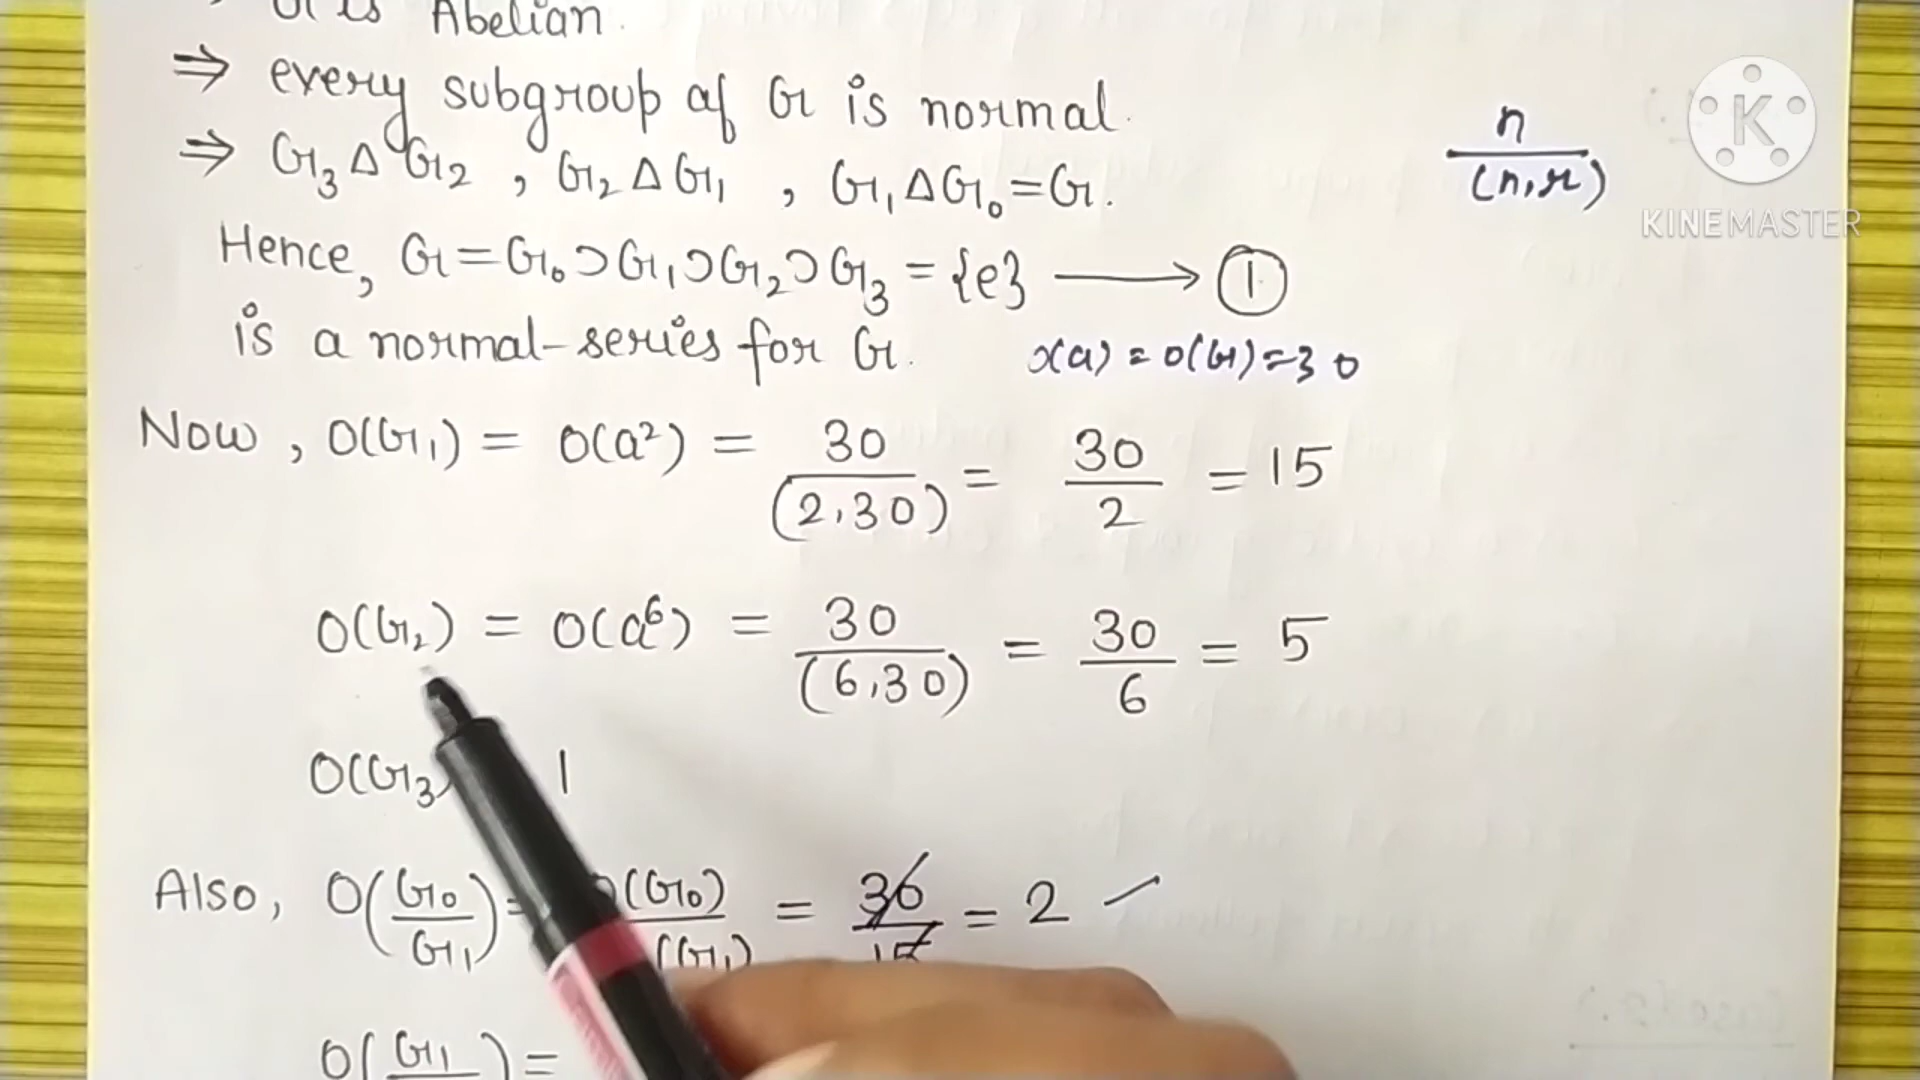 is Abelian.
⇒ every subgroup of G is normal.
⇒ G₃ Δ G₂ , G₂ Δ G₁ , G₁ Δ G₀ = G.
n
(n,r)
KINEMASTER
Hence, G = G₀ ⊃ G₁ ⊃ G₂ ⊃ G₃ = {e} ⟶ ①
is a normal-series for G.
o(a) = o(G) = 30
Now, O(G₁) = O(a²) = 30/(2,30) = 30/2 = 15
O(G₂) = O(a⁶) = 30/(6,30) = 30/6 = 5
O(G₃) 1
Also, O(G₀/G₁) = O(G₀)/(G₁) = 30/15 = 2
O(G₁ ) =